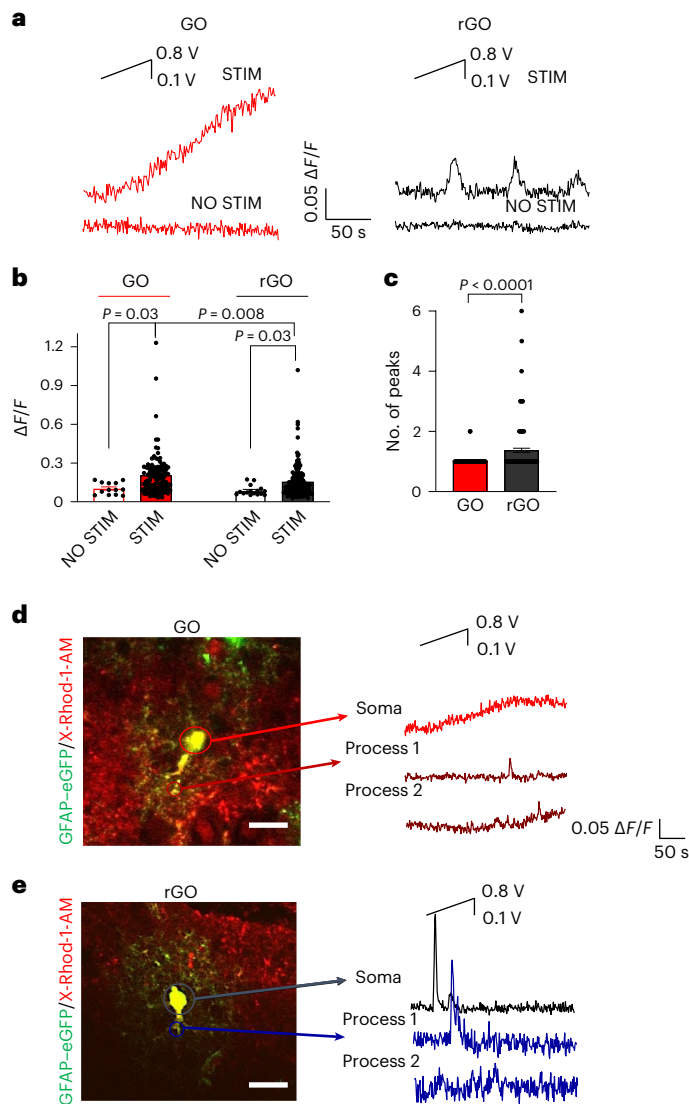 a
GO
rGO
0.8 V
0.1 V
STIM
0.8 V
0.1 V
STIM
NO STIM
0.05 ΔF/F
50 s
NO STIM
b
GO
rGO
P = 0.03
P = 0.008
P = 0.03
ΔF/F
1.2
0.9
0.6
0.3
0
NO STIM
STIM
NO STIM
STIM
c
P < 0.0001
No. of peaks
6
4
2
0
GO
rGO
d
GO
GFAP–eGFP/X-Rhod-1-AM
0.8 V
0.1 V
Soma
Process 1
Process 2
0.05 ΔF/F
50 s
e
rGO
GFAP–eGFP/X-Rhod-1-AM
0.8 V
0.1 V
Soma
Process 1
Process 2